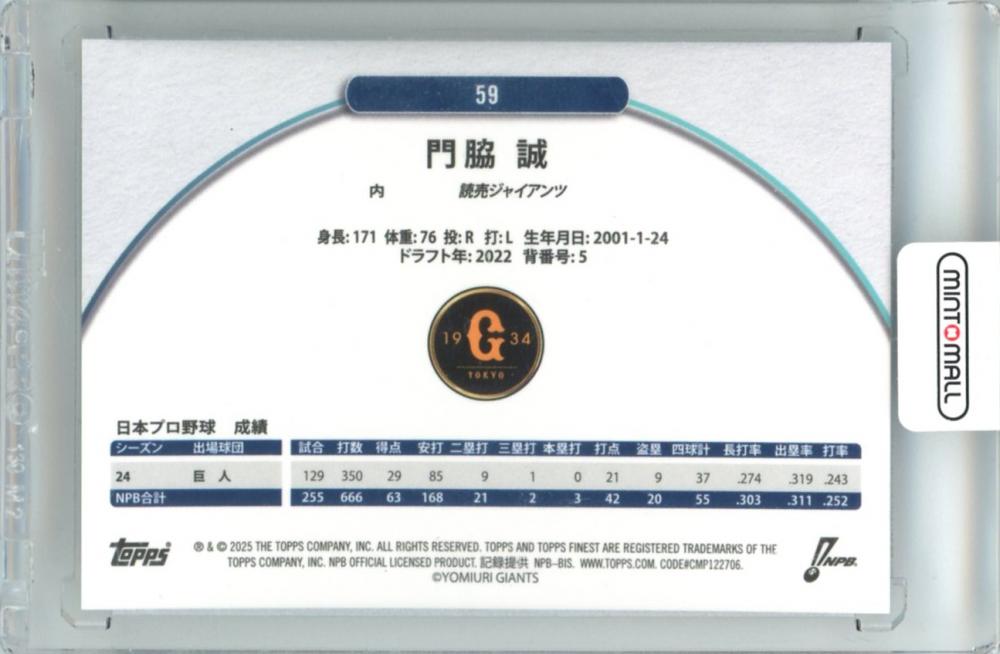 59
門脇 誠
内 読売ジャイアンツ
身長: 171 体重: 76 投: R 打: L 生年月日: 2001-1-24
ドラフト年: 2022 背番号: 5
19 G 34
TOKYO
日本プロ野球 成績
シーズン 出場球団 試合 打数 得点 安打 二塁打 三塁打 本塁打 打点 盗塁 四球計 長打率 出塁率 打率
24 巨 人 129 350 29 85 9 1 0 21 9 37 .274 .319 .243
NPB合計 255 666 63 168 21 2 3 42 20 55 .303 .311 .252
topps
® & © 2025 THE TOPPS COMPANY, INC. ALL RIGHTS RESERVED. TOPPS AND TOPPS FINEST ARE REGISTERED TRADEMARKS OF THE
TOPPS COMPANY, INC. NPB OFFICIAL LICENSED PRODUCT. 記録提供 NPB-BIS. WWW.TOPPS.COM. CODE#CMP122706.
©YOMIURI GIANTS
NPB.
MINT MALL